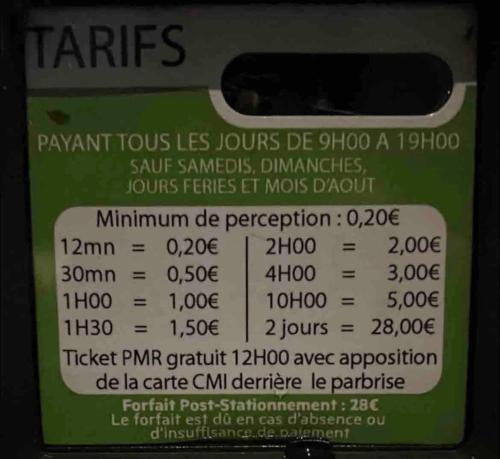 TARIFS
PAYANT TOUS LES JOURS DE 9H00 A 19H00
SAUF SAMEDIS, DIMANCHES,
JOURS FERIES ET MOIS D'AOUT
Minimum de perception : 0,20€
12mn = 0,20€ 2H00 = 2,00€
30mn = 0,50€ 4H00 = 3,00€
1H00 = 1,00€ 10H00 = 5,00€
1H30 = 1,50€ 2 jours = 28,00€
Ticket PMR gratuit 12H00 avec apposition
de la carte CMI derrière le parbrise
Forfait Post-Stationnement : 28€
Le forfait est dû en cas d'absence ou
d'insuffisance de paiement